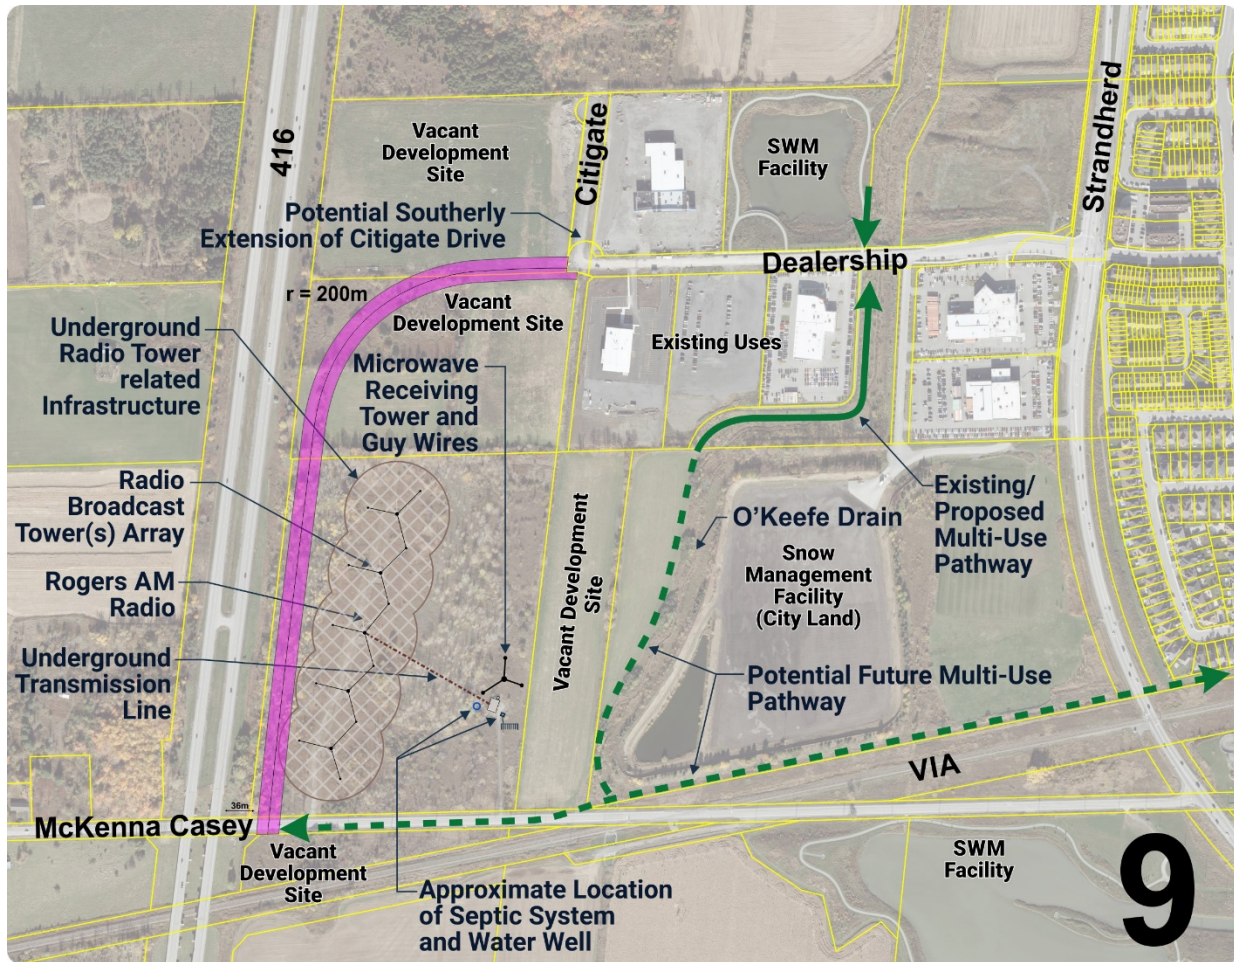 416
Vacant
Development
Site
Citigate
SWM
Facility
Strandherd
Potential Southerly
Extension of Citigate Drive
Dealership
r = 200m
Vacant
Development Site
Underground
Radio Tower
related
Infrastructure
Microwave
Receiving
Tower and
Guy Wires
Existing Uses
Radio
Broadcast
Tower(s) Array
Vacant Development
Site
O'Keefe Drain
Existing/
Proposed
Multi-Use
Pathway
Snow
Management
Facility
(City Land)
Rogers AM
Radio
Underground
Transmission
Line
Potential Future Multi-Use
Pathway
VIA
36m
McKenna Casey
Vacant
Development
Site
SWM
Facility
Approximate Location
of Septic System
and Water Well
9